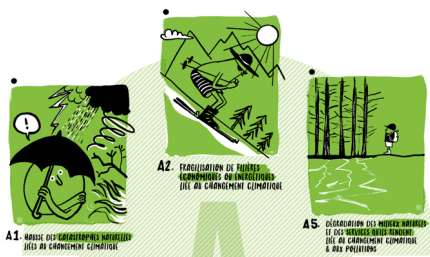 !
A2. FRAGILISATION DE FILIÈRES
ÉCONOMIQUES OU ÉNERGÉTIQUES
LIÉE AU CHANGEMENT CLIMATIQUE
A5. DÉGRADATION DES MILIEUX NATURELS
ET DES SERVICES QU'ILS RENDENT
LIÉE AU CHANGEMENT CLIMATIQUE
& AUX POLLUTIONS
A1. HAUSSE DES CATASTROPHES NATURELLES
LIÉES AU CHANGEMENT CLIMATIQUE
A